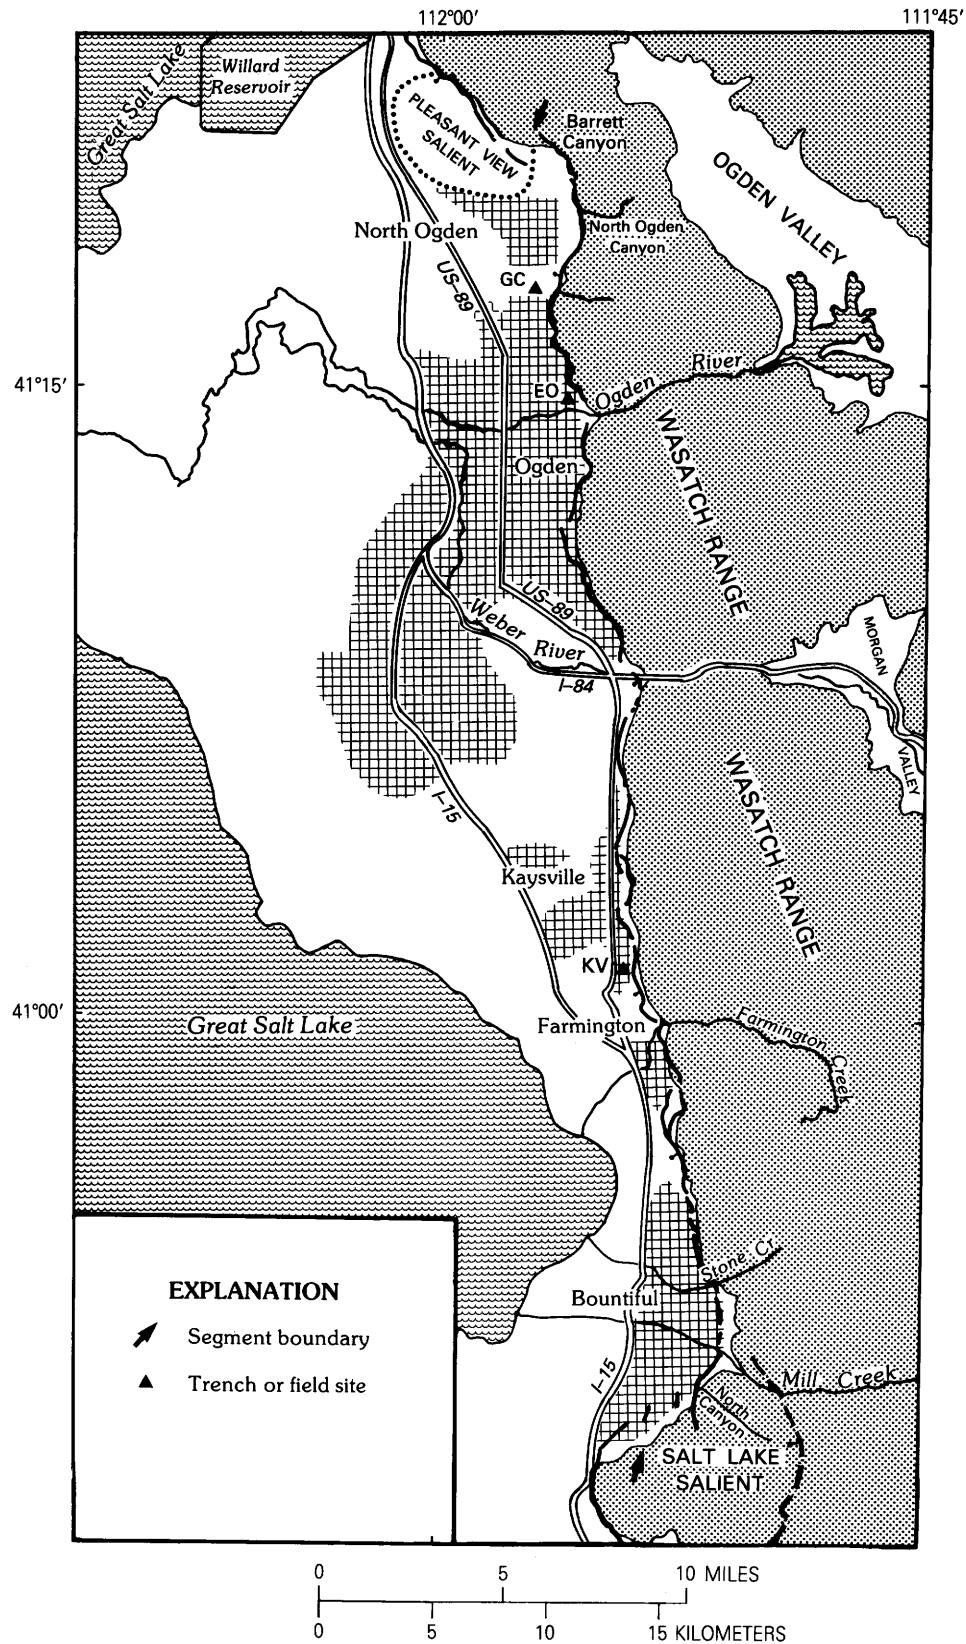 112°00′
111°45′
Great Salt Lake
Willard
Reservoir
PLEASANT VIEW
SALIENT
Barrett
Canyon
OGDEN VALLEY
North Ogden
North Ogden
Canyon
US–89
GC
41°15′
EO
Ogden River
WASATCH RANGE
Ogden
US–89
Weber River
I–84
MORGAN
VALLEY
I–15
WASATCH RANGE
Kaysville
KV
41°00′
Great Salt Lake
Farmington
Farmington Creek
Stone Cr.
Bountiful
EXPLANATION
Segment boundary
Trench or field site
I–15
Mill Creek
North
Canyon
SALT LAKE
SALIENT
0 5 10 MILES
0 5 10 15 KILOMETERS